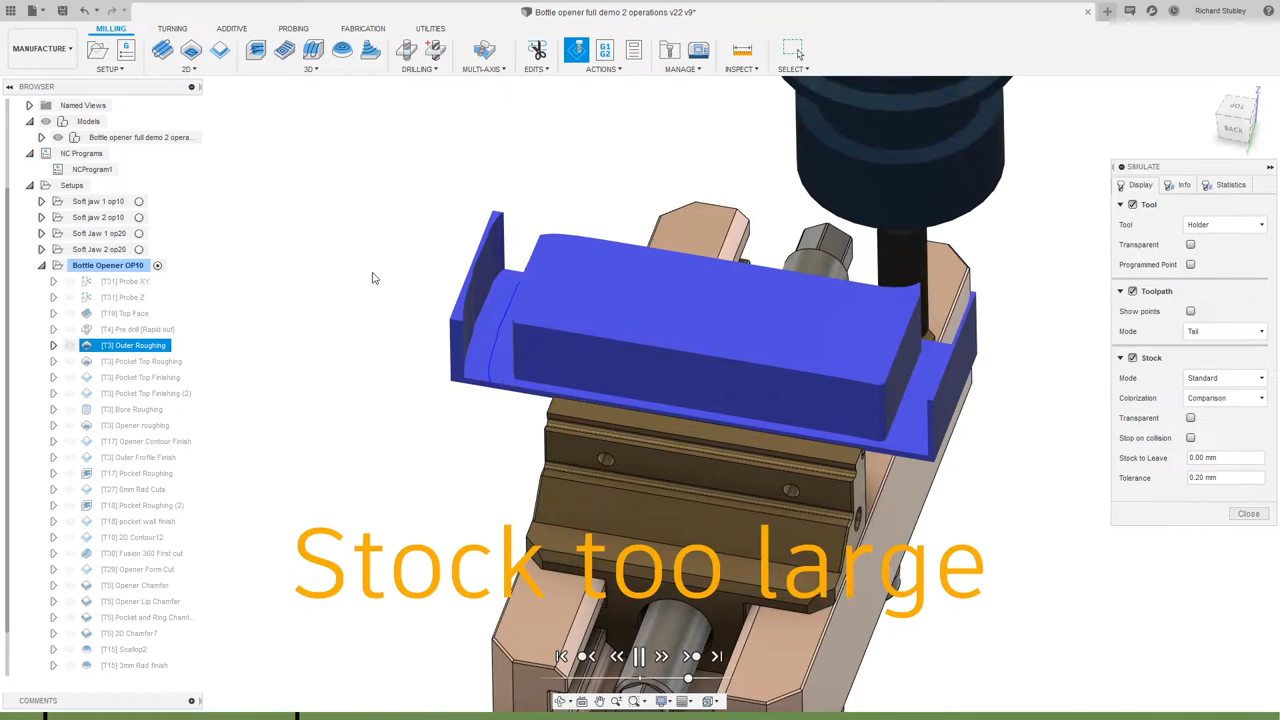 Bottle opener full demo 2 operations v22 v9*
Richard Stubley
MANUFACTURE
MILLING TURNING ADDITIVE PROBING FABRICATION UTILITIES
SETUP 2D 3D DRILLING MULTI-AXIS EDITS ACTIONS MANAGE INSPECT SELECT
G1
G2
BROWSER
Named Views
Models
Bottle opener full demo 2 opera...
NC Programs
NCProgram1
Setups
Soft jaw 1 op10
Soft jaw 2 op10
Soft Jaw 1 op20
Soft Jaw 2 op20
Bottle Opener OP10
[T31] Probe XY
[T31] Probe Z
[T19] Top Face
[T4] Pre drill [Rapid out]
[T3] Outer Roughing
[T3] Pocket Top Roughing
[T3] Pocket Top Finishing
[T3] Pocket Top Finishing (2)
[T3] Bore Roughing
[T3] Opener roughing
[T17] Opener Contour Finish
[T3] Outer Frofile Finish
[T17] Pocket Roughing
[T27] 6mm Rad Cuts
[T18] Pocket Roughing (2)
[T18] pocket wall finish
[T10] 2D Contour12
[T30] Fusion 360 First cut
[T29] Opener Form Cut
[T5] Opener Chamfer
[T5] Opener Lip Chamfer
[T5] Pocket and Ring Chamf...
[T5] 2D Chamfer7
[T15] Scallop2
[T15] 3mm Rad finish
COMMENTS
Z
TOP
BACK
SIMULATE
Display Info Statistics
Tool
Tool Holder
Transparent
Programmed Point
Toolpath
Show points
Mode Tail
Stock
Mode Standard
Colorization Comparison
Transparent
Stop on collision
Stock to Leave 0.00 mm
Tolerance 0.20 mm
Close
Stock too large